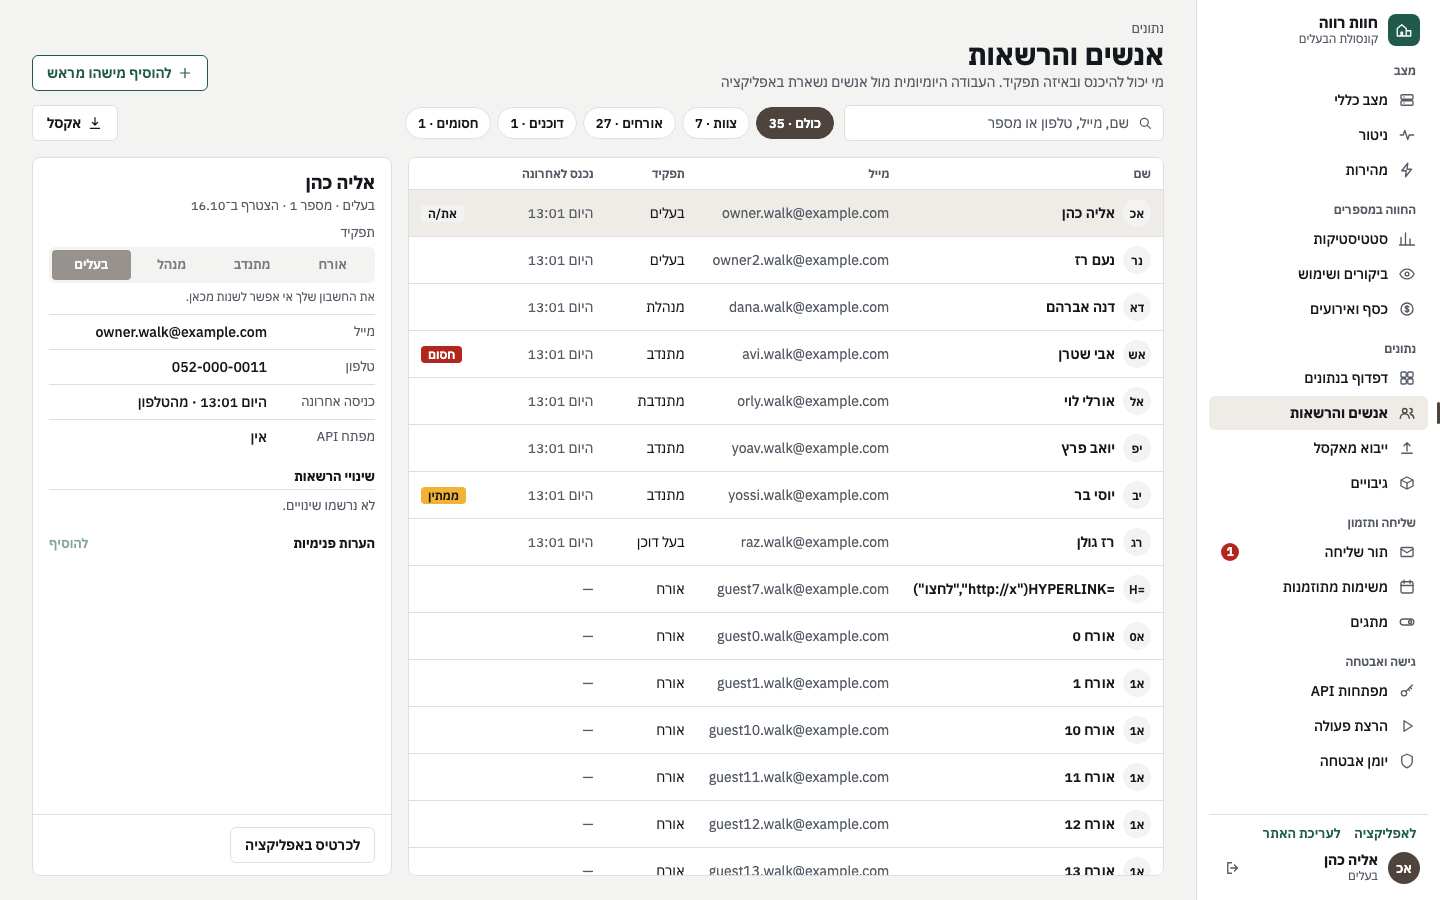 חוות רווה
קונסולת הבעלים
מצב
מצב כללי
ניטור
מהירות
החווה במספרים
סטטיסטיקות
ביקורים ושימוש
כסף ואירועים
נתונים
דפדוף בנתונים
אנשים והרשאות
ייבוא מאקסל
גיבויים
שליחה ותזמון
תור שליחה 1
משימות מתוזמנות
מתגים
גישה ואבטחה
מפתחות API
הרצת פעולה
יומן אבטחה
לאפליקציה לעריכת האתר
אכ אליה כהן
בעלים
נתונים
אנשים והרשאות
מי יכול להיכנס ובאיזה תפקיד. העבודה היומיומית מול אנשים נשארת באפליקציה
להוסיף מישהו מראש
שם, מייל, טלפון או מספר
כולם · 35 צוות · 7 אורחים · 27 דוכנים · 1 חסומים · 1
אקסל
שם מייל תפקיד נכנס לאחרונה
אכ אליה כהן owner.walk@example.com בעלים היום 13:01 את/ה
נר נעם רז owner2.walk@example.com בעלים היום 13:01
דא דנה אברהם dana.walk@example.com מנהלת היום 13:01
אש אבי שטרן avi.walk@example.com מתנדב היום 13:01 חסום
אל אורלי לוי orly.walk@example.com מתנדבת היום 13:01
יפ יואב פרץ yoav.walk@example.com מתנדב היום 13:01
יב יוסי בר yossi.walk@example.com מתנדב היום 13:01 ממתין
רג רז גולן raz.walk@example.com בעל דוכן היום 13:01
=H =HYPERLINK("http://x","לחצו") guest7.walk@example.com אורח —
א0 אורח 0 guest0.walk@example.com אורח —
א1 אורח 1 guest1.walk@example.com אורח —
א1 אורח 10 guest10.walk@example.com אורח —
א1 אורח 11 guest11.walk@example.com אורח —
א1 אורח 12 guest12.walk@example.com אורח —
א1 אורח 13 guest13.walk@example.com אורח —
אליה כהן
בעלים · מספר 1 · הצטרף ב־16.10
תפקיד
אורח מתנדב מנהל בעלים
את החשבון שלך אי אפשר לשנות מכאן.
מייל owner.walk@example.com
טלפון 052-000-0011
כניסה אחרונה היום 13:01 · מהטלפון
מפתח API אין
שינויי הרשאות
לא נרשמו שינויים.
הערות פנימיות להוסיף
לכרטיס באפליקציה